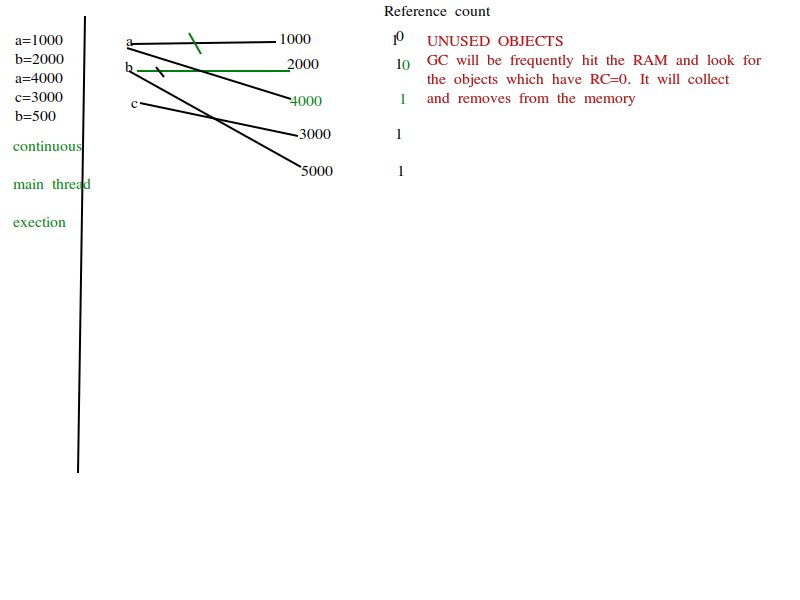 Reference count
a=1000
b=2000
a=4000
c=3000
b=500
continuous
main thread
exection
a
b
c
1000
2000
4000
3000
5000
10
10
1
1
1
UNUSED OBJECTS
GC will be frequently hit the RAM and look for
the objects which have RC=0. It will collect
and removes from the memory